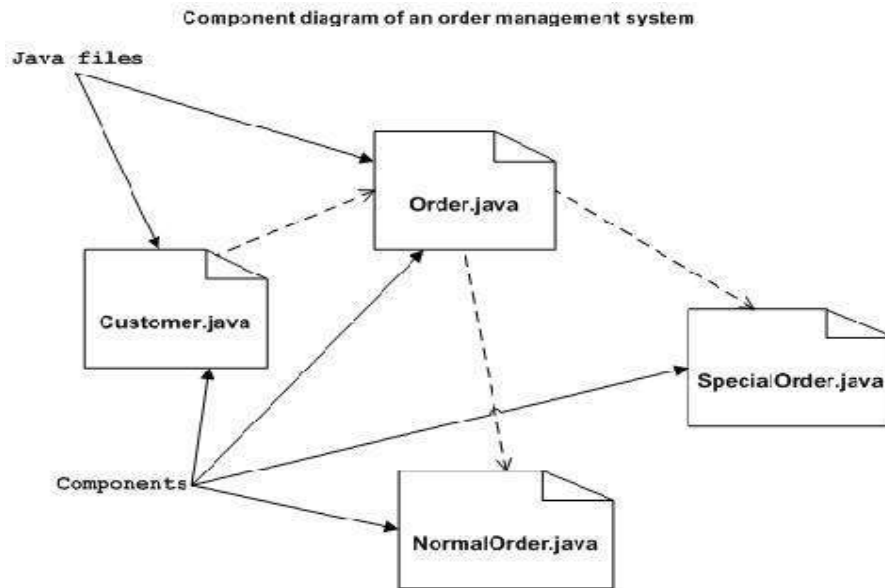 Component diagram of an order management system
Java files
Order.java
Customer.java
SpecialOrder.java
Components
NormalOrder.java